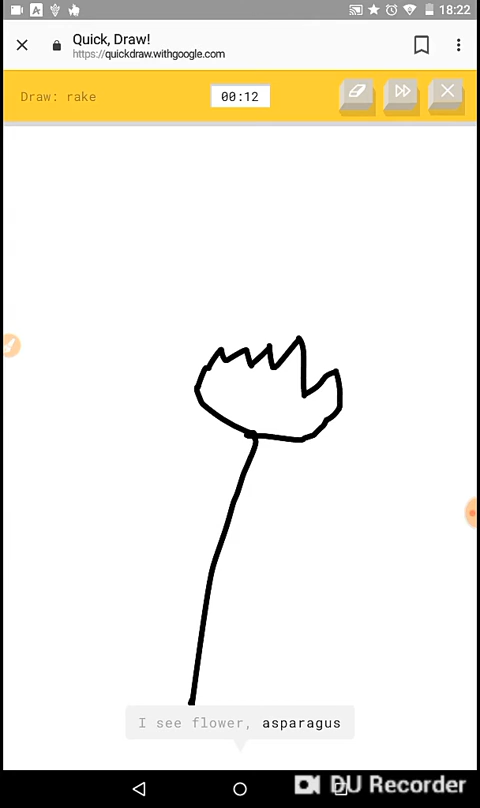 18:22
Quick, Draw!
https://quickdraw.withgoogle.com
Draw: rake
00:12
I see flower, asparagus
DU Recorder